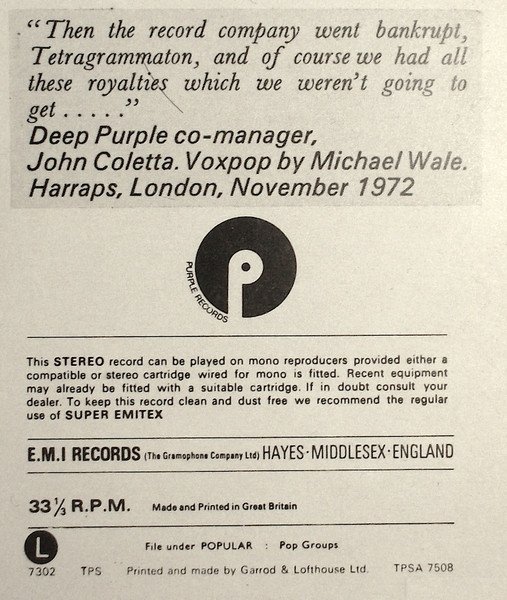 “Then the record company went bankrupt,
Tetragrammaton, and of course we had all
these royalties which we weren't going to
get . . . . .”
Deep Purple co-manager,
John Coletta. Voxpop by Michael Wale.
Harraps, London, November 1972
p
PURPLE RECORDS
This STEREO record can be played on mono reproducers provided either a
compatible or stereo cartridge wired for mono is fitted. Recent equipment
may already be fitted with a suitable cartridge. If in doubt consult your
dealer. To keep this record clean and dust free we recommend the regular
use of SUPER EMITEX
E.M.I RECORDS (The Gramophone Company Ltd) HAYES·MIDDLESEX·ENGLAND
33⅓ R.P.M. Made and Printed in Great Britain
L File under POPULAR : Pop Groups
7302 TPS Printed and made by Garrod & Lofthouse Ltd. TPSA 7508